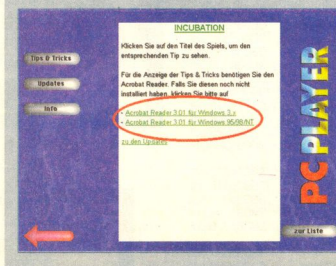 INCUBATION
Klicken Sie auf den Titel des Spiels, um den
entsprechenden Tip zu sehen.
Für die Anzeige der Tips & Tricks benötigen Sie den
Acrobat Reader. Falls Sie diesen noch nicht
installiert haben, klicken Sie bitte auf
- Acrobat Reader 3.01 für Windows 3.x
- Acrobat Reader 3.01 für Windows 95/98/NT
zu den Updates
Tips & Tricks
Updates
Info
PC PLAYER
zur Liste